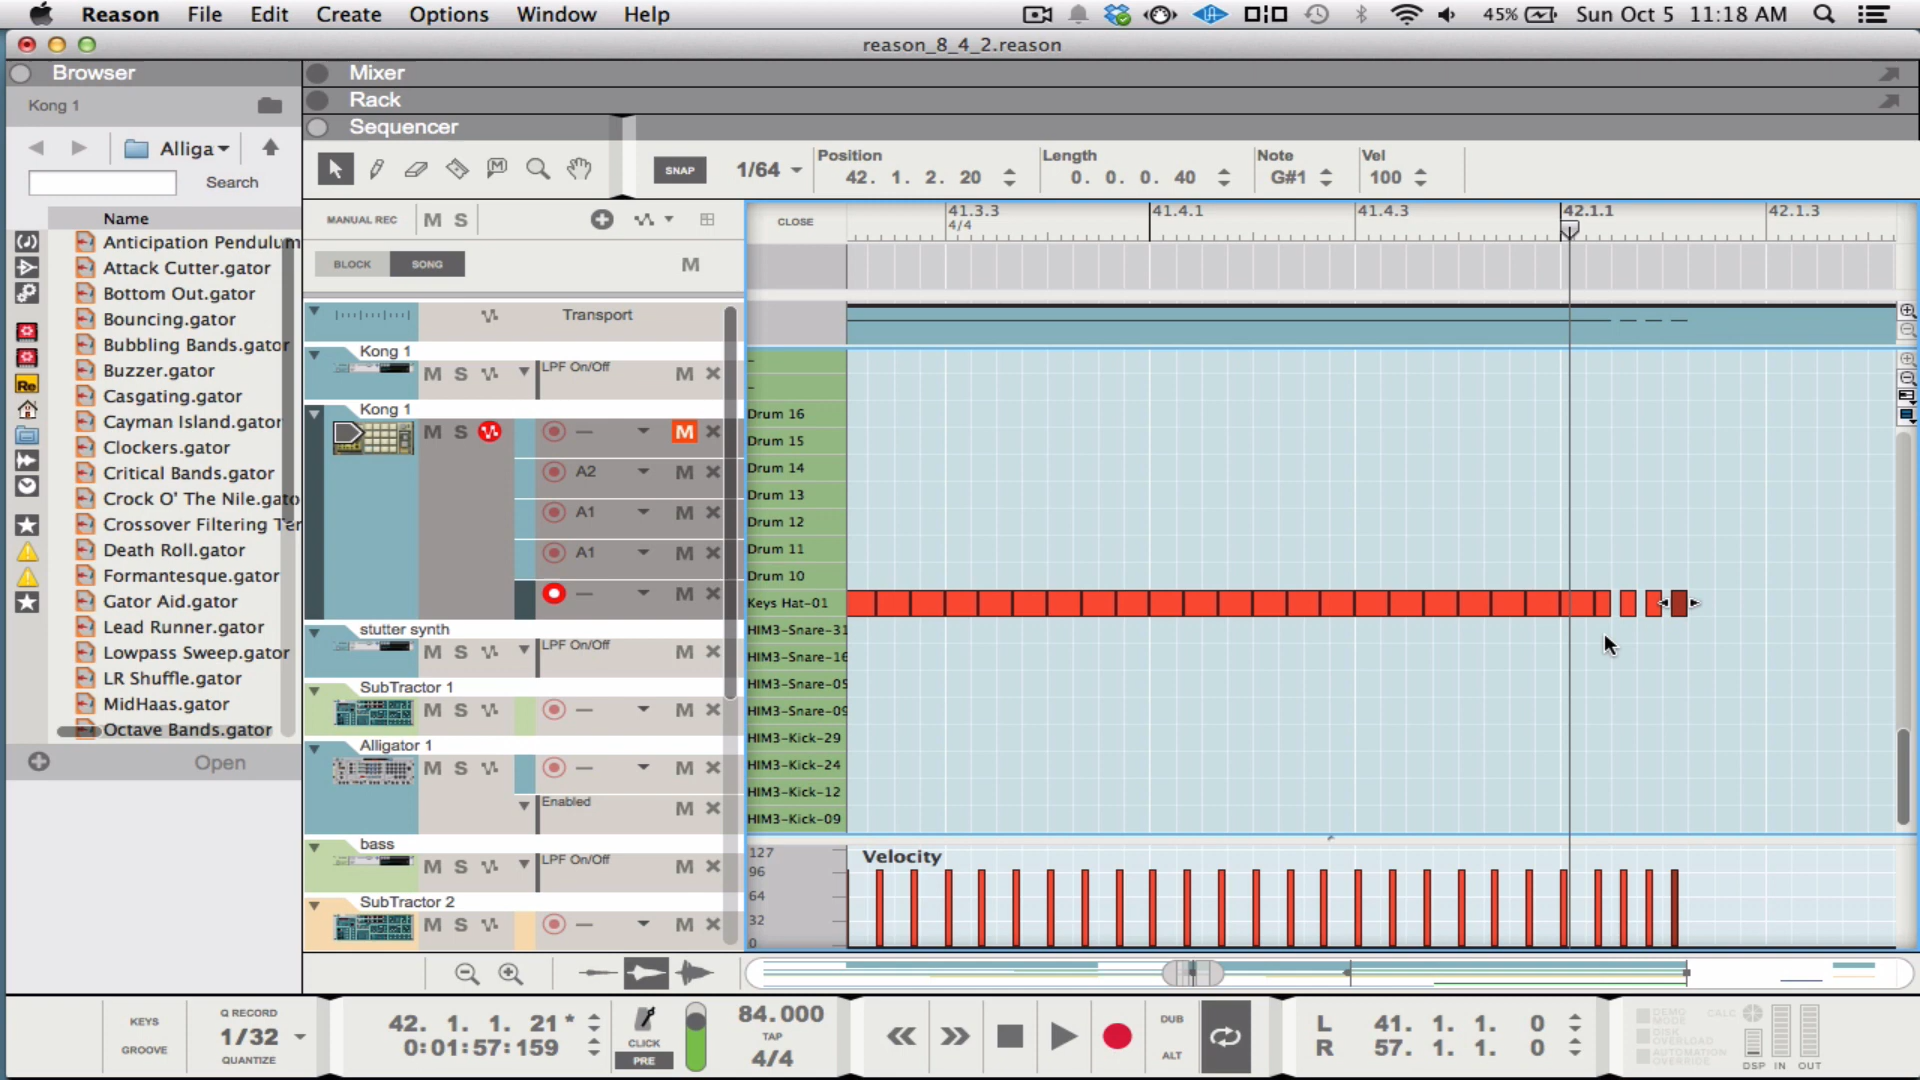 Reason File Edit Create Options Window Help
45% Sun Oct 5 11:18 AM
reason_8_4_2.reason
Browser
Mixer
Kong 1
Rack
Sequencer
Alliga
Search
SNAP
1/64
Position
42. 1. 2. 20
Length
0. 0. 0. 40
Note
G#1
Vel
100
Name
Anticipation Pendulum
Attack Cutter.gator
Bottom Out.gator
Bouncing.gator
Bubbling Bands.gator
Buzzer.gator
Casgating.gator
Cayman Island.gator
Clockers.gator
Critical Bands.gator
Crock O' The Nile.gato
Crossover Filtering Ter
Death Roll.gator
Formantesque.gator
Gator Aid.gator
Lead Runner.gator
Lowpass Sweep.gator
LR Shuffle.gator
MidHaas.gator
Octave Bands.gator
Open
Re
MANUAL REC M S
BLOCK SONG M
Transport
Kong 1
M S LPF On/Off M
Kong 1
M S M
A2 M
A1 M
A1 M
M
stutter synth
M S LPF On/Off M
SubTractor 1
M S M
Alligator 1
M S M
Enabled M
bass
M S LPF On/Off M
SubTractor 2
M S M
CLOSE
41.3.3
4/4
41.4.1
41.4.3
42.1.1
42.1.3
Drum 16
Drum 15
Drum 14
Drum 13
Drum 12
Drum 11
Drum 10
Keys Hat-01
HIM3-Snare-31
HIM3-Snare-16
HIM3-Snare-05
HIM3-Snare-09
HIM3-Kick-29
HIM3-Kick-24
HIM3-Kick-12
HIM3-Kick-09
Velocity
127
96
64
32
0
KEYS
GROOVE
Q RECORD
1/32
QUANTIZE
42. 1. 1. 21 *
0:01:57:159
CLICK
PRE
84.000
TAP
4/4
DUB
ALT
L 41. 1. 1. 0
R 57. 1. 1. 0
DEMO MODE
DISK OVERLOAD
AUTOMATION OVERRIDE
CALC
DSP IN OUT